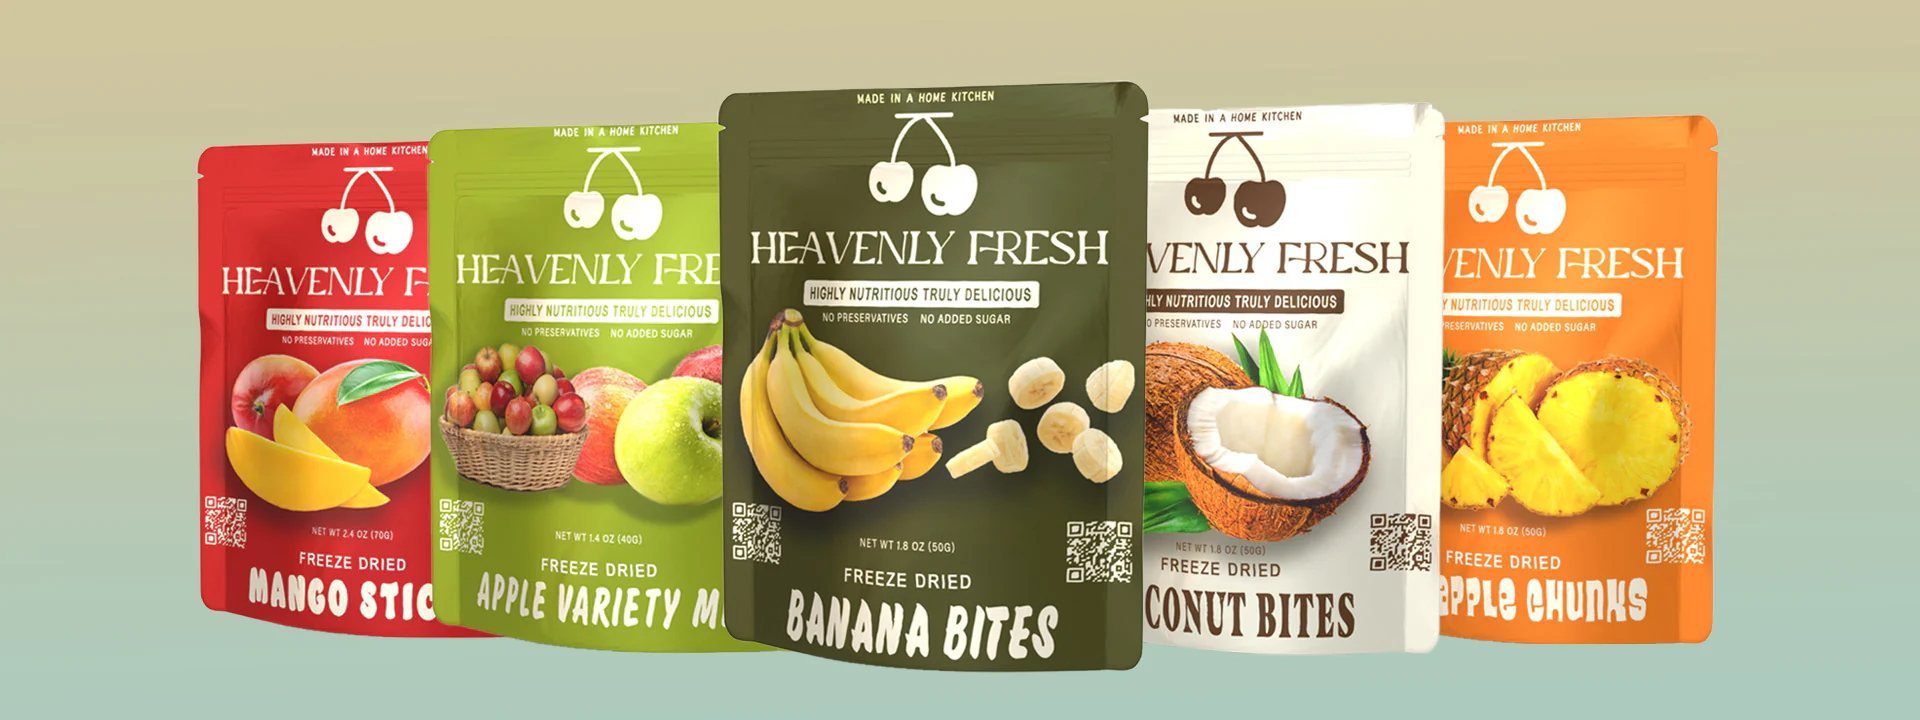 MADE IN A HOME KITCHEN
HEAVENLY
HIGHLY NUTRITIOUS TRULY
NO PRESERVATIVES NO ADDED
NET WT 2.4 OZ (70G)
FREEZE DRIED
MANGO
MADE IN A HOME KITCHEN
HEAVENLY
HIGHLY NUTRITIOUS TRULY DELICIOUS
NO PRESERVATIVES NO ADDED SUGAR
NET WT 1.4 OZ (40G)
FREEZE DRIED
APPLE VARIETY
MADE IN A HOME KITCHEN
HEAVENLY FRESH
HIGHLY NUTRITIOUS TRULY DELICIOUS
NO PRESERVATIVES NO ADDED SUGAR
NET WT 1.8 OZ (50G)
FREEZE DRIED
BANANA BITES
MADE IN A HOME KITCHEN
VENLY FRESH
HLY NUTRITIOUS TRULY DELICIOUS
O PRESERVATIVES NO ADDED SUGAR
NET WT 1.8 OZ (50G)
FREEZE DRIED
CONUT BITES
MADE IN A HOME KITCHEN
VENLY FRESH
Y NUTRITIOUS TRULY DELICIOUS
RESERVATIVES NO ADDED SUGAR
NET WT 1.8 OZ (50G)
FREEZE DRIED
APPLE CHUNKS